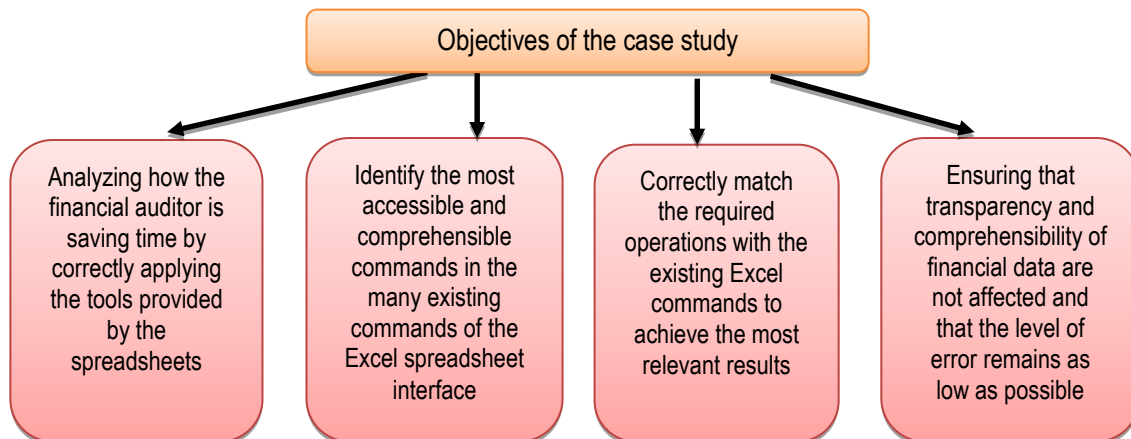 Objectives of the case study
Analyzing how the
financial auditor is
saving time by
correctly applying
the tools provided
by the
spreadsheets
Identify the most
accessible and
comprehensible
commands in the
many existing
commands of the
Excel spreadsheet
interface
Correctly match
the required
operations with the
existing Excel
commands to
achieve the most
relevant results
Ensuring that
transparency and
comprehensibility of
financial data are
not affected and
that the level of
error remains as
low as possible